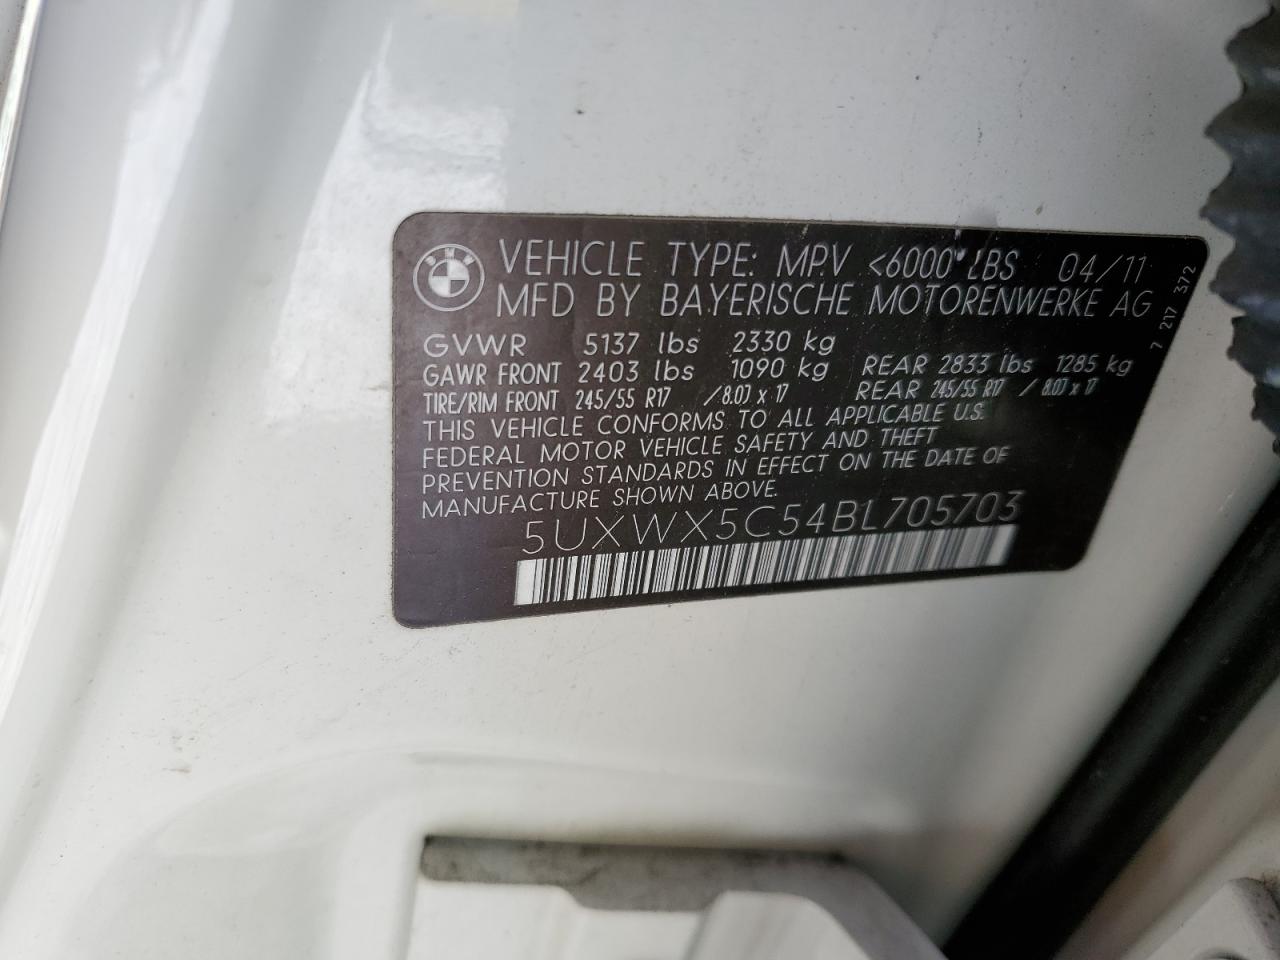 BMW
VEHICLE TYPE: MPV <6000 LBS 04/11
MFD BY BAYERISCHE MOTORENWERKE AG
GVWR 5137 lbs 2330 kg
GAWR FRONT 2403 lbs 1090 kg REAR 2833 lbs 1285 kg
TIRE/RIM FRONT 245/55 R17 /8.0J x 17 REAR 245/55 R17 / 8.0J x 17
THIS VEHICLE CONFORMS TO ALL APPLICABLE U.S.
FEDERAL MOTOR VEHICLE SAFETY AND THEFT
PREVENTION STANDARDS IN EFFECT ON THE DATE OF
MANUFACTURE SHOWN ABOVE.
5UXWX5C54BL705703
7 217 372